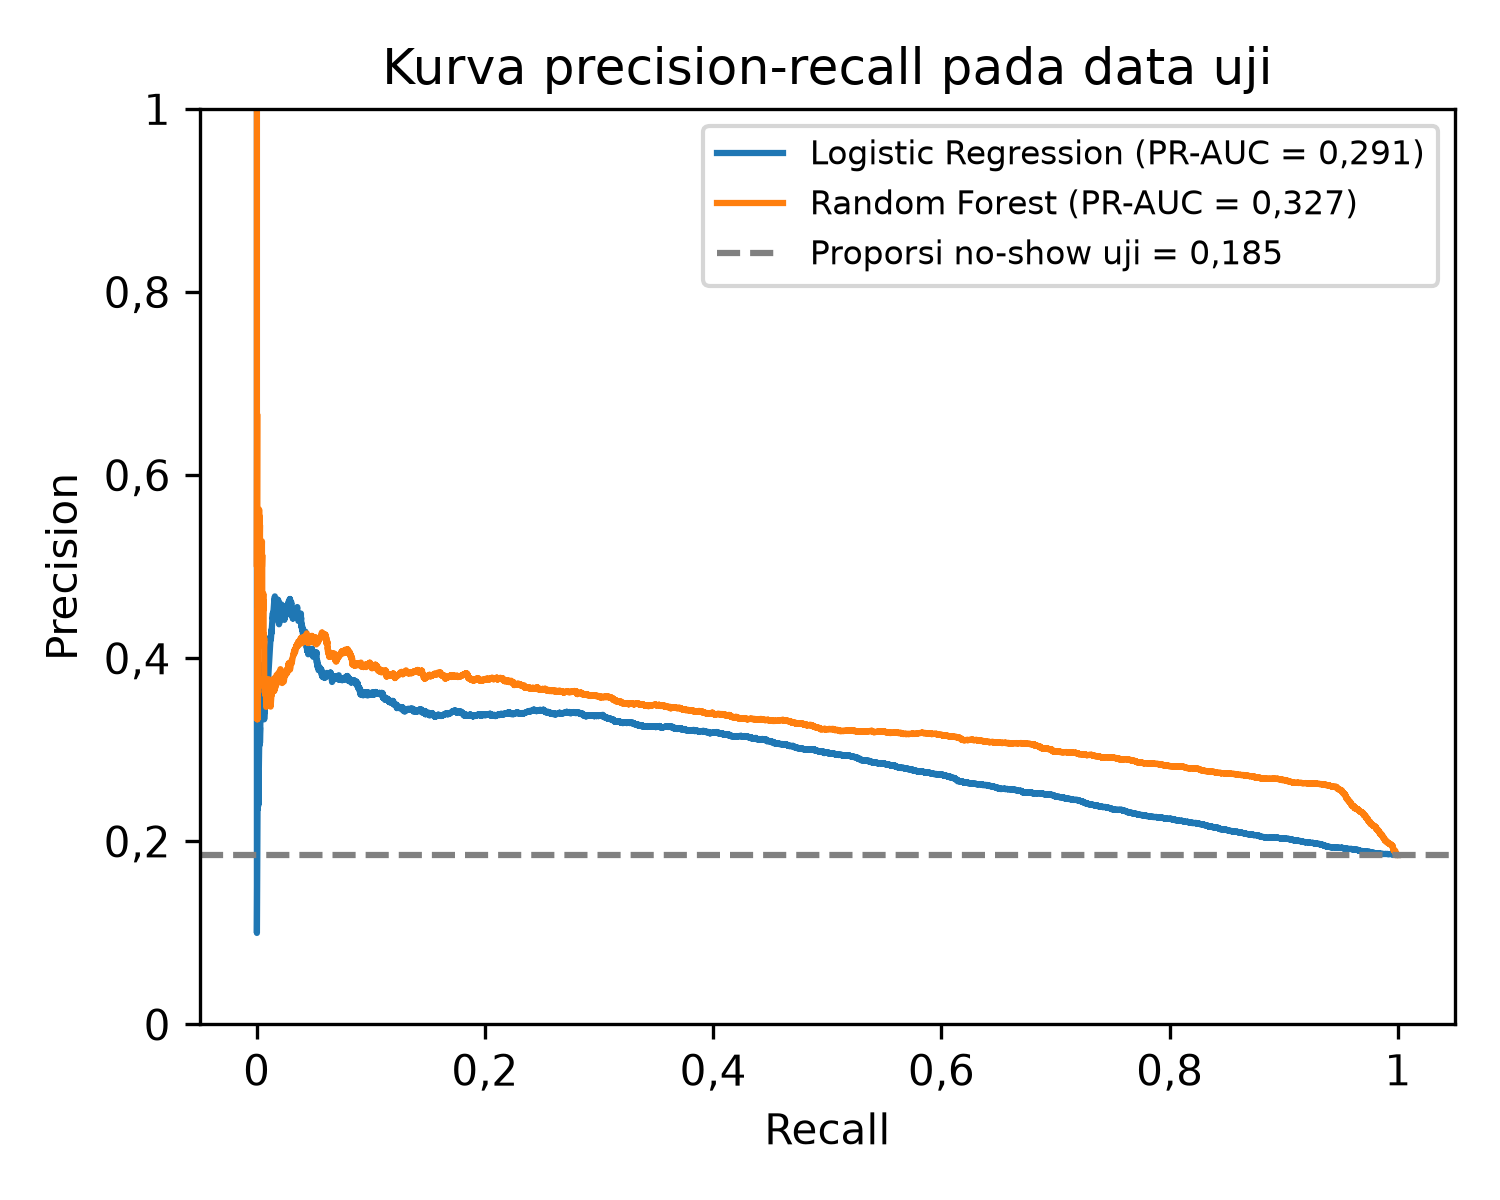 Kurva precision-recall pada data uji
Logistic Regression (PR-AUC = 0,291)
Random Forest (PR-AUC = 0,327)
Proporsi no-show uji = 0,185
Precision
1
0,8
0,6
0,4
0,2
0
0
0,2
0,4
0,6
0,8
1
Recall